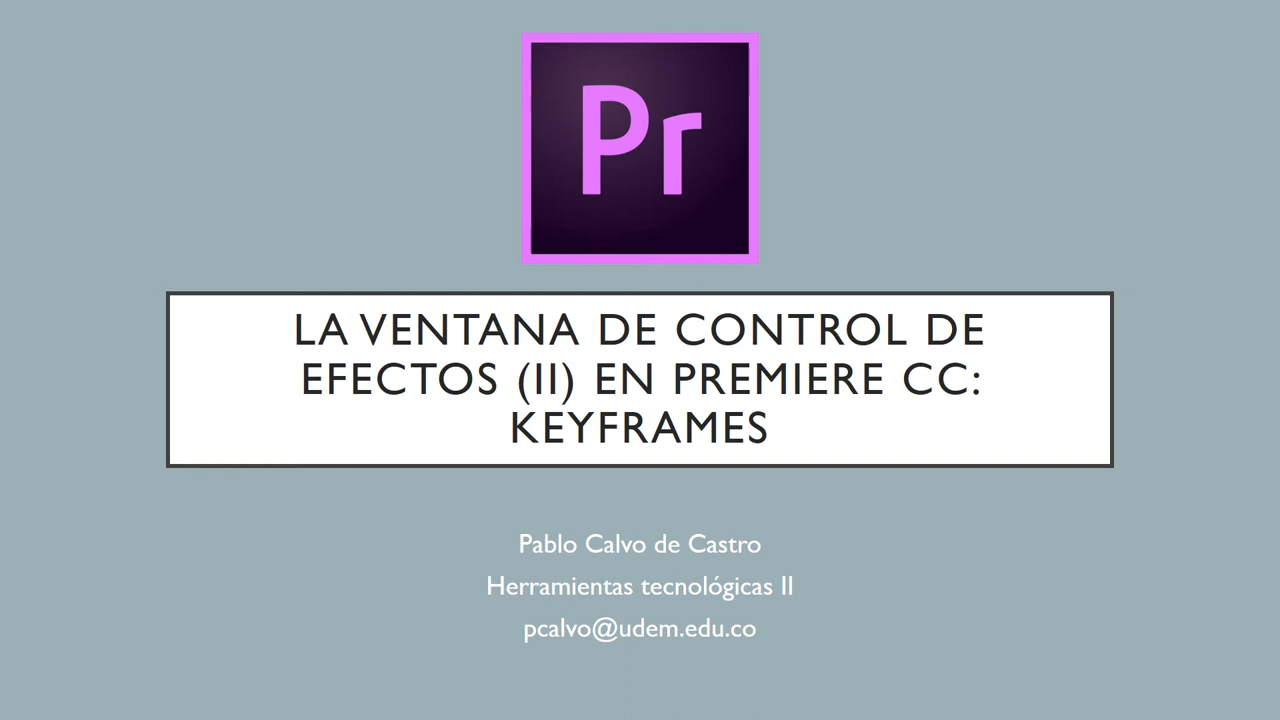 Pr
LA VENTANA DE CONTROL DE
EFECTOS (II) EN PREMIERE CC:
KEYFRAMES
Pablo Calvo de Castro
Herramientas tecnológicas II
pcalvo@udem.edu.co